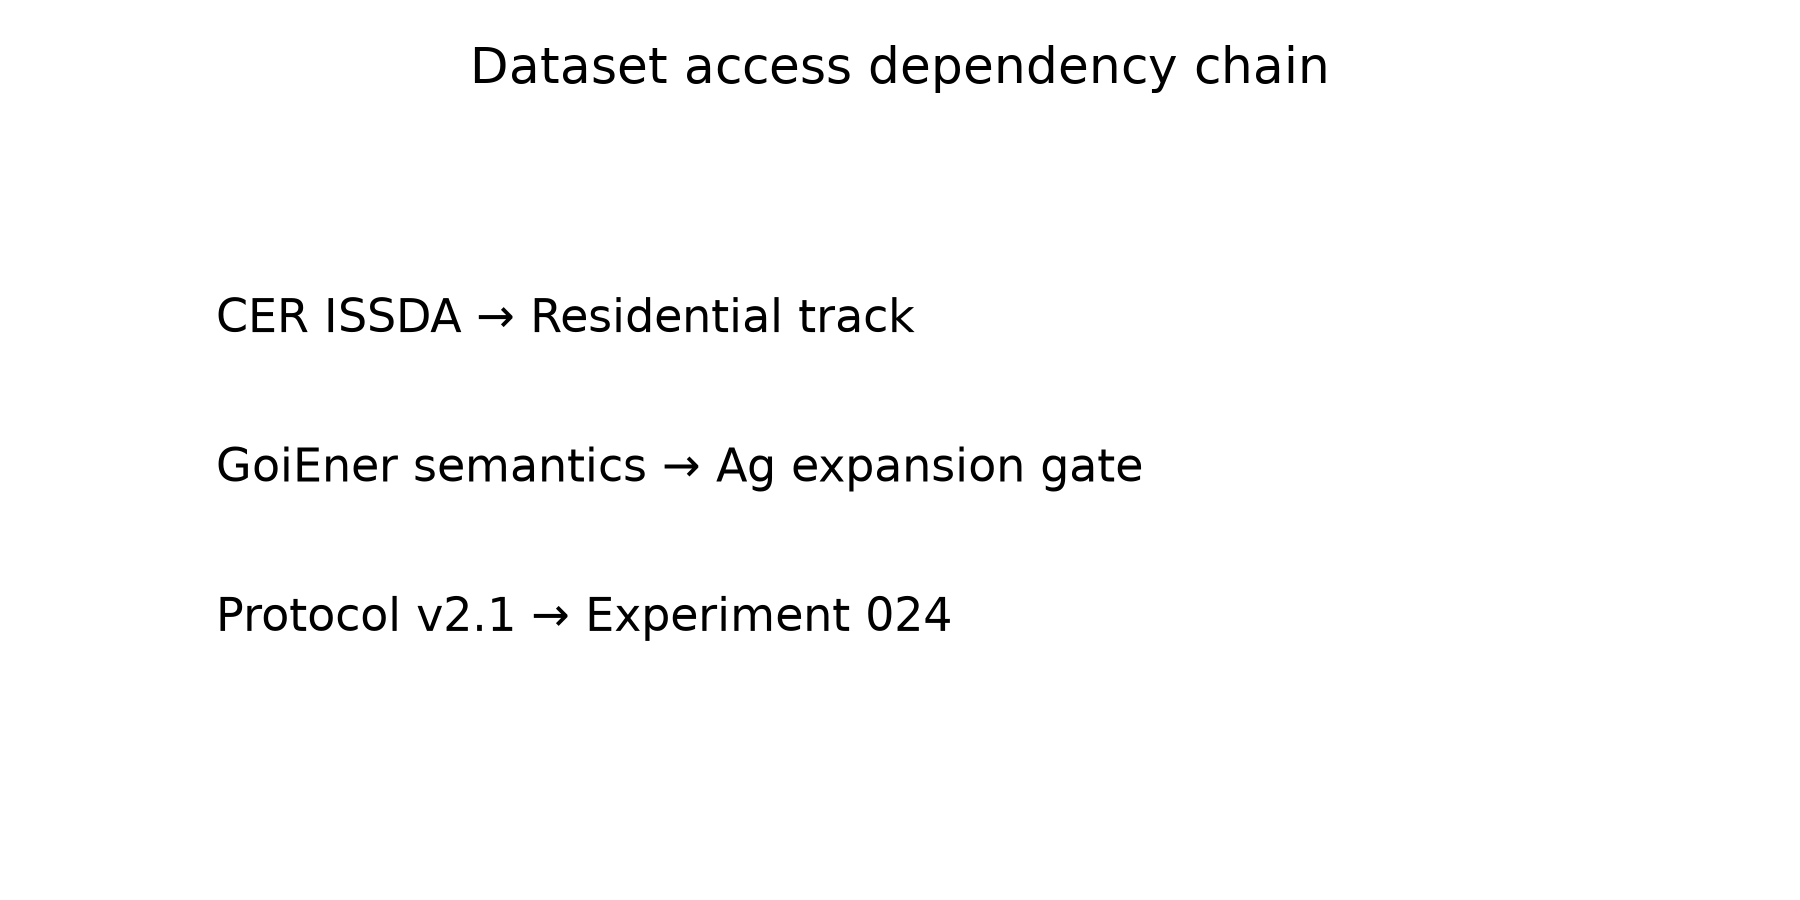 Dataset access dependency chain
CER ISSDA → Residential track
GoiEner semantics → Ag expansion gate
Protocol v2.1 → Experiment 024